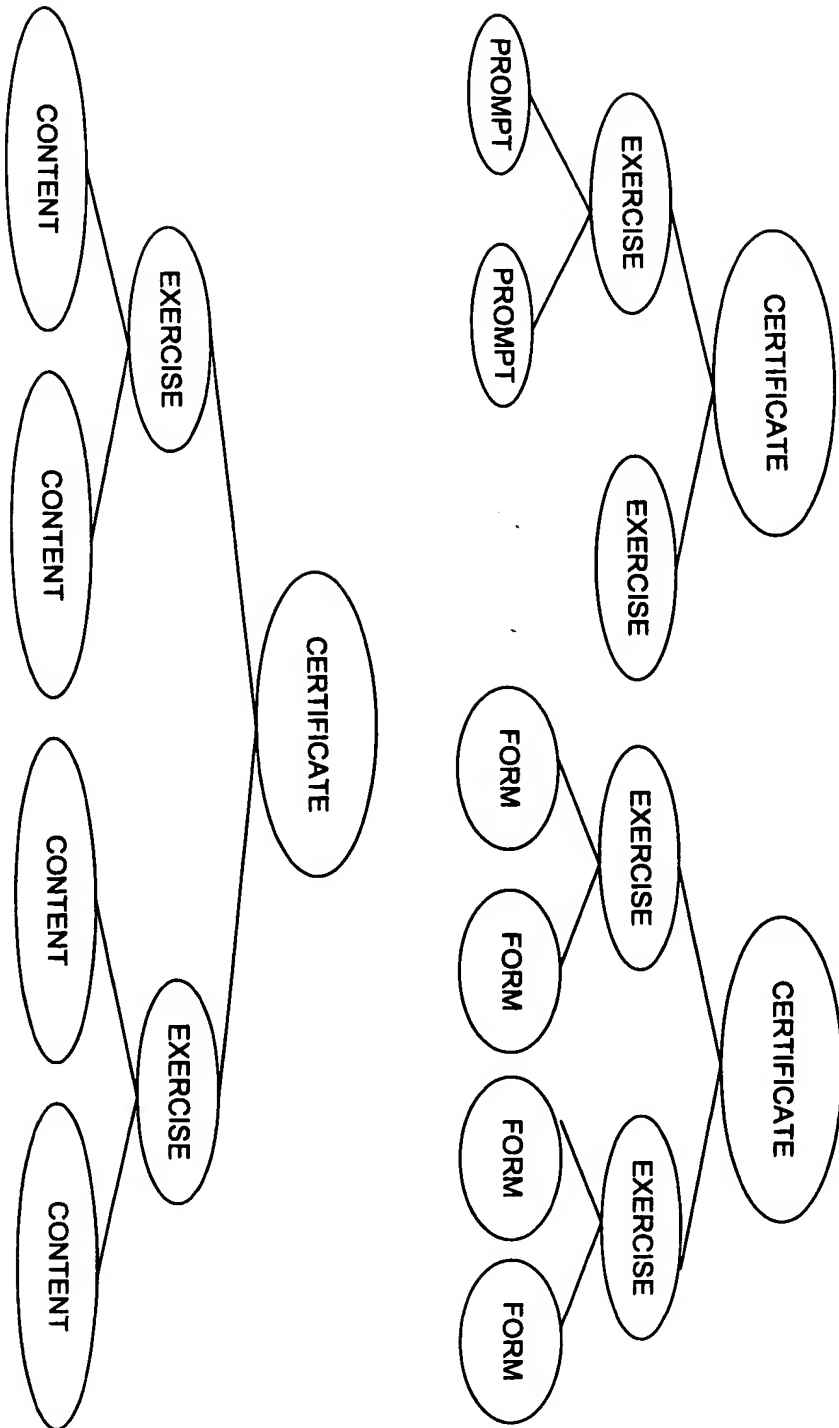 CERTIFICATE
EXERCISE
EXERCISE
PROMPT
PROMPT
CERTIFICATE
EXERCISE
EXERCISE
FORM
FORM
FORM
FORM
CERTIFICATE
EXERCISE
EXERCISE
CONTENT
CONTENT
CONTENT
CONTENT